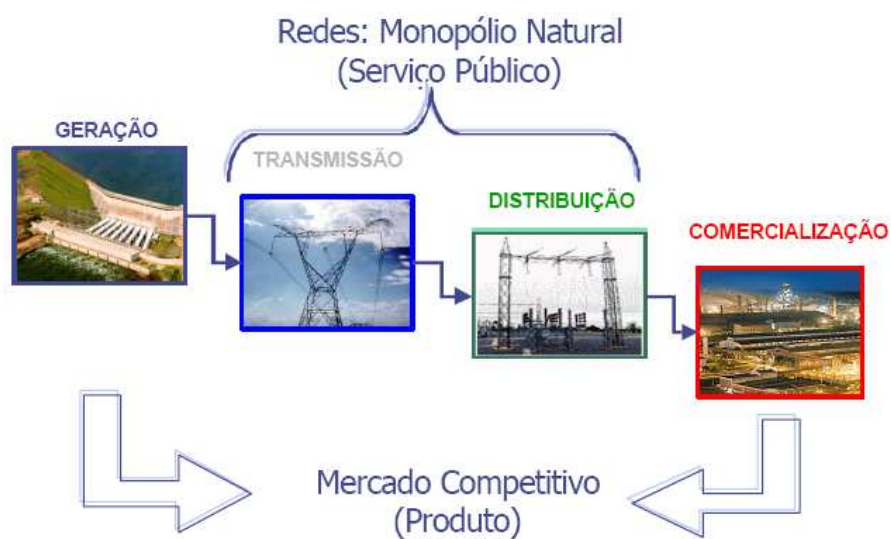 Redes: Monopólio Natural
(Serviço Público)
GERAÇÃO
TRANSMISSÃO
DISTRIBUIÇÃO
COMERCIALIZAÇÃO
Mercado Competitivo
(Produto)